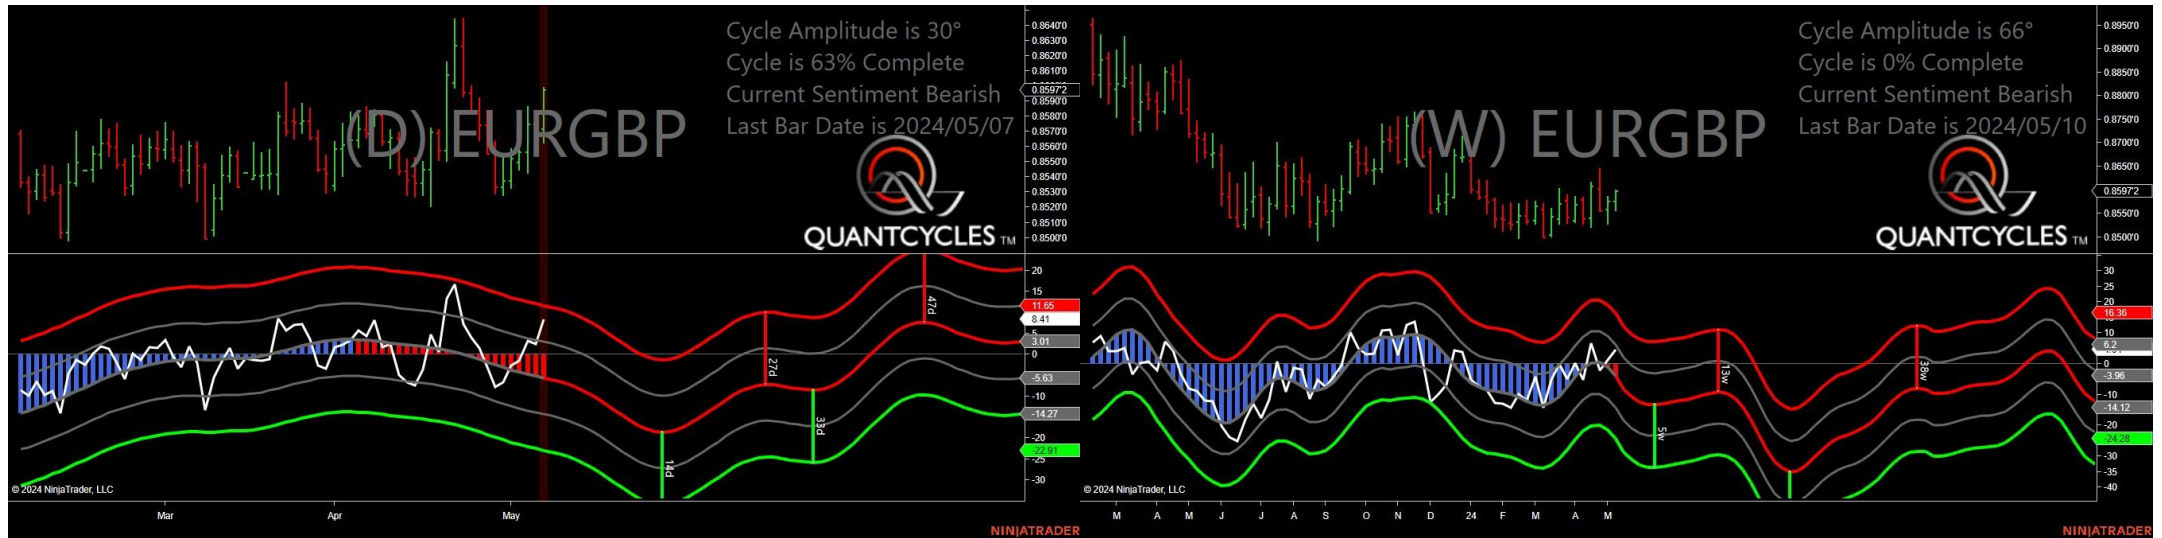 Cycle Amplitude is 30°
Cycle is 63% Complete
Current Sentiment Bearish
Last Bar Date is 2024/05/07
(D) EURGBP
QUANTCYCLES TM
0.8640'0
0.8630'0
0.8620'0
0.8610'0
0.8597'2
0.8590'0
0.8580'0
0.8570'0
0.8560'0
0.8550'0
0.8540'0
0.8530'0
0.8520'0
0.8510'0
0.8500'0
20
15
11.65
8.41
5
3.01
0
-5.63
-10
-14.27
-20
-22.91
-25
-30
14d
27d
33d
47d
© 2024 NinjaTrader, LLC
Mar
Apr
May
NINJATRADER
Cycle Amplitude is 66°
Cycle is 0% Complete
Current Sentiment Bearish
Last Bar Date is 2024/05/10
(W) EURGBP
QUANTCYCLES TM
0.8950'0
0.8900'0
0.8850'0
0.8800'0
0.8750'0
0.8700'0
0.8650'0
0.8597'2
0.8550'0
0.8500'0
30
25
20
16.36
10
6.2
0
-3.96
-10
-14.12
-20
-24.28
-30
-35
-40
5w
13w
38w
© 2024 NinjaTrader, LLC
M A M J J A S O N D 24 F M A M
NINJATRADER